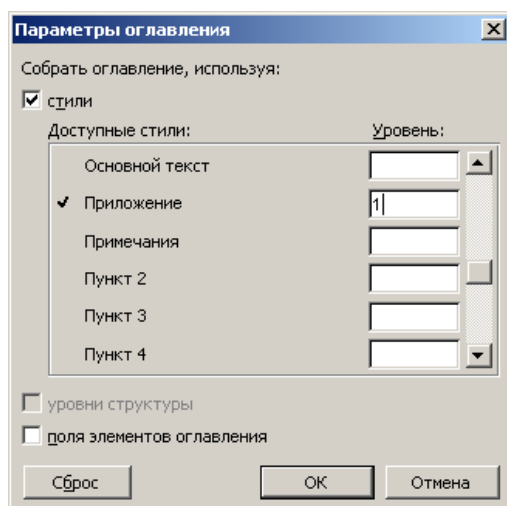 Параметры оглавления
Собрать оглавление, используя:
стили
Доступные стили: Уровень:
Основной текст
Приложение 1
Примечания
Пункт 2
Пункт 3
Пункт 4
уровни структуры
поля элементов оглавления
Сброс ОК Отмена